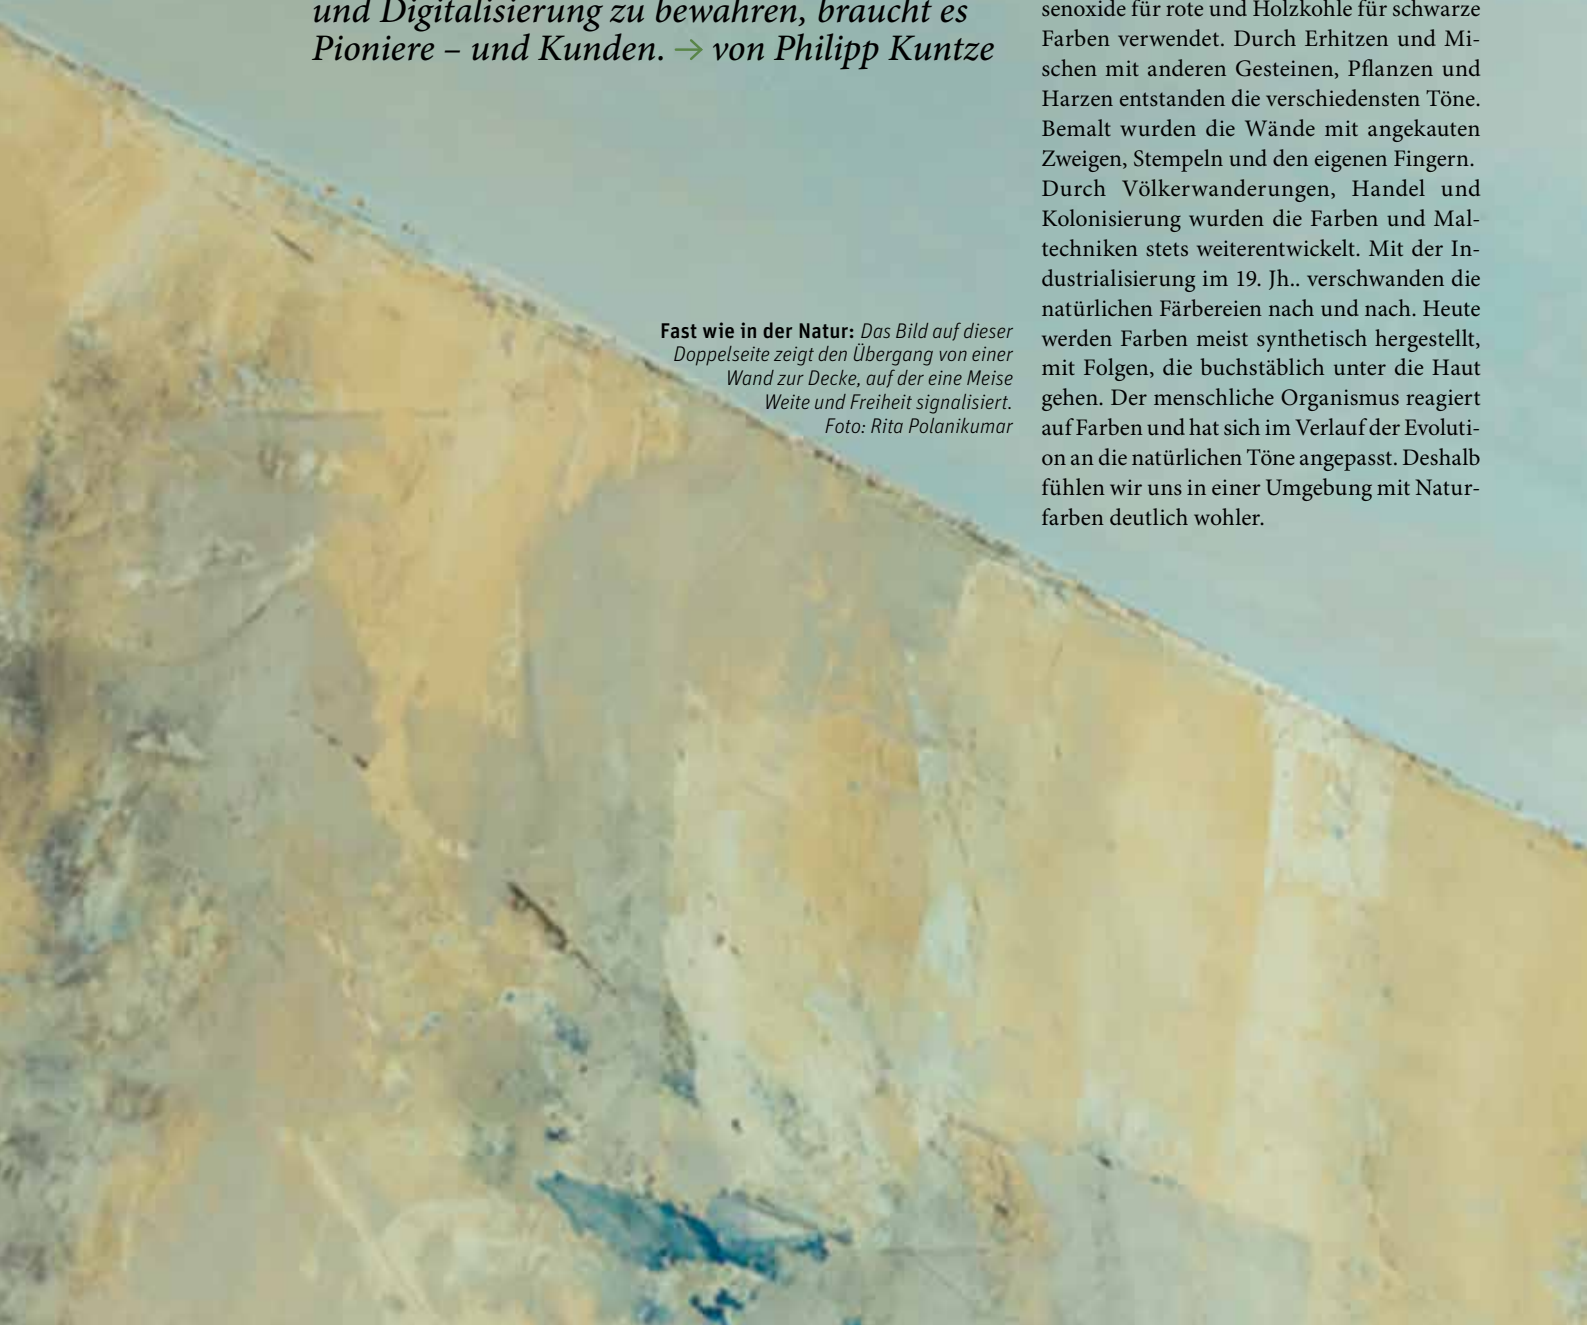 und Digitalisierung zu bewahren, braucht es
Pioniere – und Kunden. → von Philipp Kuntze
Fast wie in der Natur: Das Bild auf dieser
Doppelseite zeigt den Übergang von einer
Wand zur Decke, auf der eine Meise
Weite und Freiheit signalisiert.
Foto: Rita Polanikumar
senoxide für rote und Holzkohle für schwarze
Farben verwendet. Durch Erhitzen und Mi-
schen mit anderen Gesteinen, Pflanzen und
Harzen entstanden die verschiedensten Töne.
Bemalt wurden die Wände mit angekauten
Zweigen, Stempeln und den eigenen Fingern.
Durch Völkerwanderungen, Handel und
Kolonisierung wurden die Farben und Mal-
techniken stets weiterentwickelt. Mit der In-
dustrialisierung im 19. Jh.. verschwanden die
natürlichen Färbereien nach und nach. Heute
werden Farben meist synthetisch hergestellt,
mit Folgen, die buchstäblich unter die Haut
gehen. Der menschliche Organismus reagiert
auf Farben und hat sich im Verlauf der Evoluti-
on an die natürlichen Töne angepasst. Deshalb
fühlen wir uns in einer Umgebung mit Natur-
farben deutlich wohler.